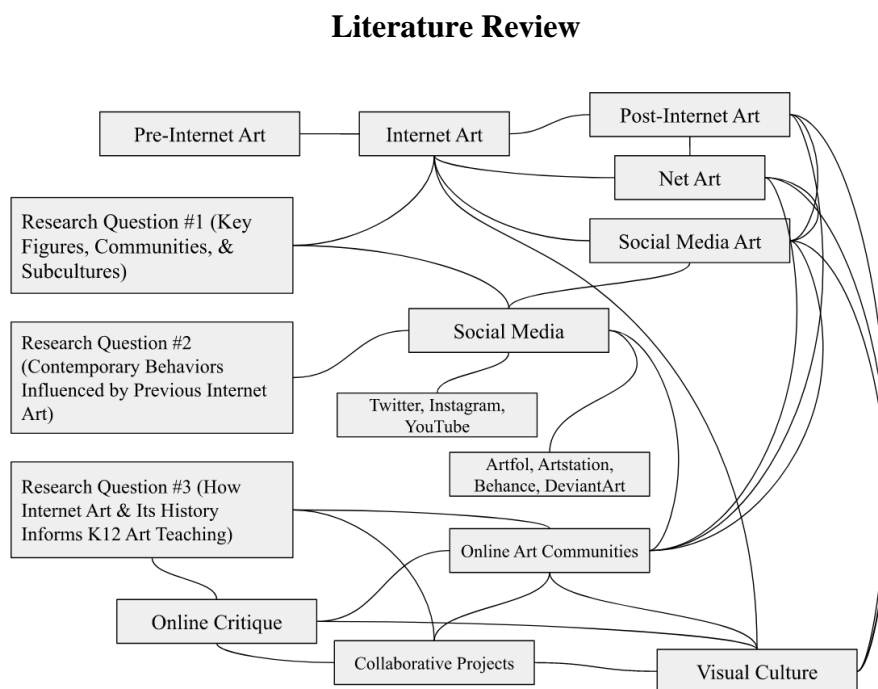 Literature Review
Pre-Internet Art
Internet Art
Post-Internet Art
Net Art
Research Question #1 (Key
Figures, Communities, &
Subcultures)
Social Media Art
Social Media
Research Question #2
(Contemporary Behaviors
Influenced by Previous Internet
Art)
Twitter, Instagram,
YouTube
Artfol, Artstation,
Behance, DeviantArt
Research Question #3 (How
Internet Art & Its History
Informs K12 Art Teaching)
Online Art Communities
Online Critique
Collaborative Projects
Visual Culture